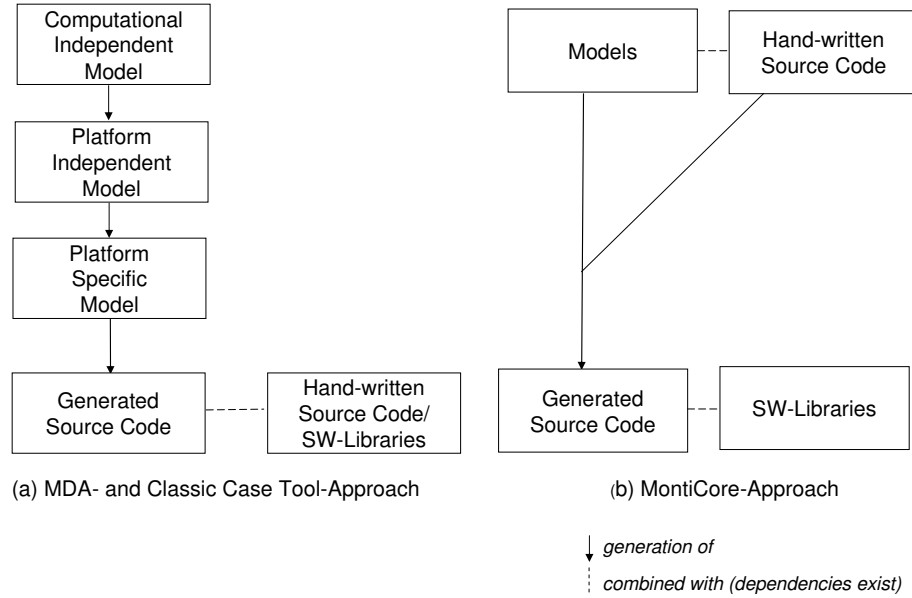 Computational
Independent
Model
Platform
Independent
Model
Platform
Specific
Model
Generated
Source Code
Hand-written
Source Code/
SW-Libraries
(a) MDA- and Classic Case Tool-Approach
Models
Hand-written
Source Code
Generated
Source Code
SW-Libraries
(b) MontiCore-Approach
generation of
combined with (dependencies exist)